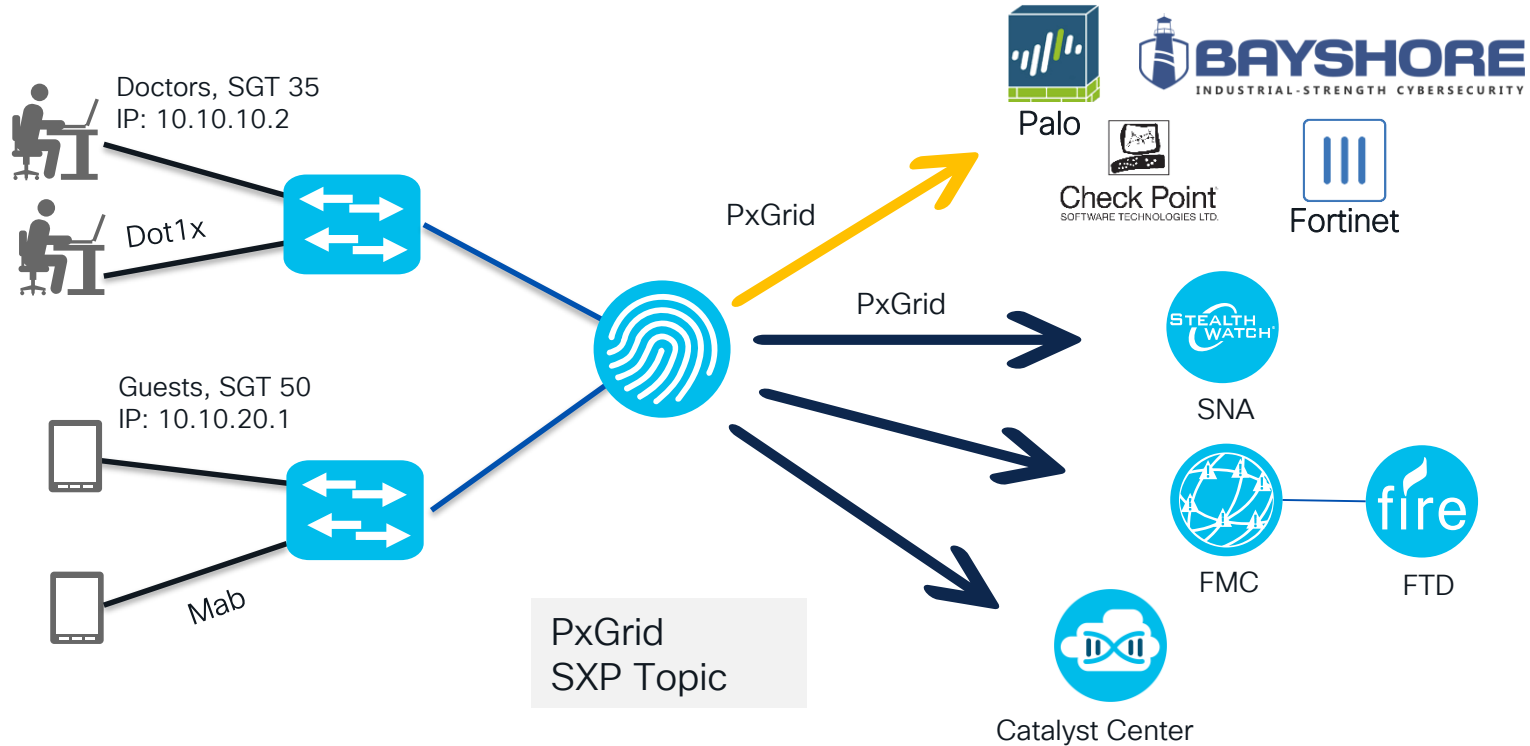 Doctors, SGT 35
IP: 10.10.10.2
Dot1x
Guests, SGT 50
IP: 10.10.20.1
Mab
PxGrid
PxGrid
PxGrid
SXP Topic
Palo
BAYSHORE
INDUSTRIAL-STRENGTH CYBERSECURITY
Check Point
SOFTWARE TECHNOLOGIES LTD.
Fortinet
STEALTH
WATCH
SNA
FMC
fire
FTD
Catalyst Center